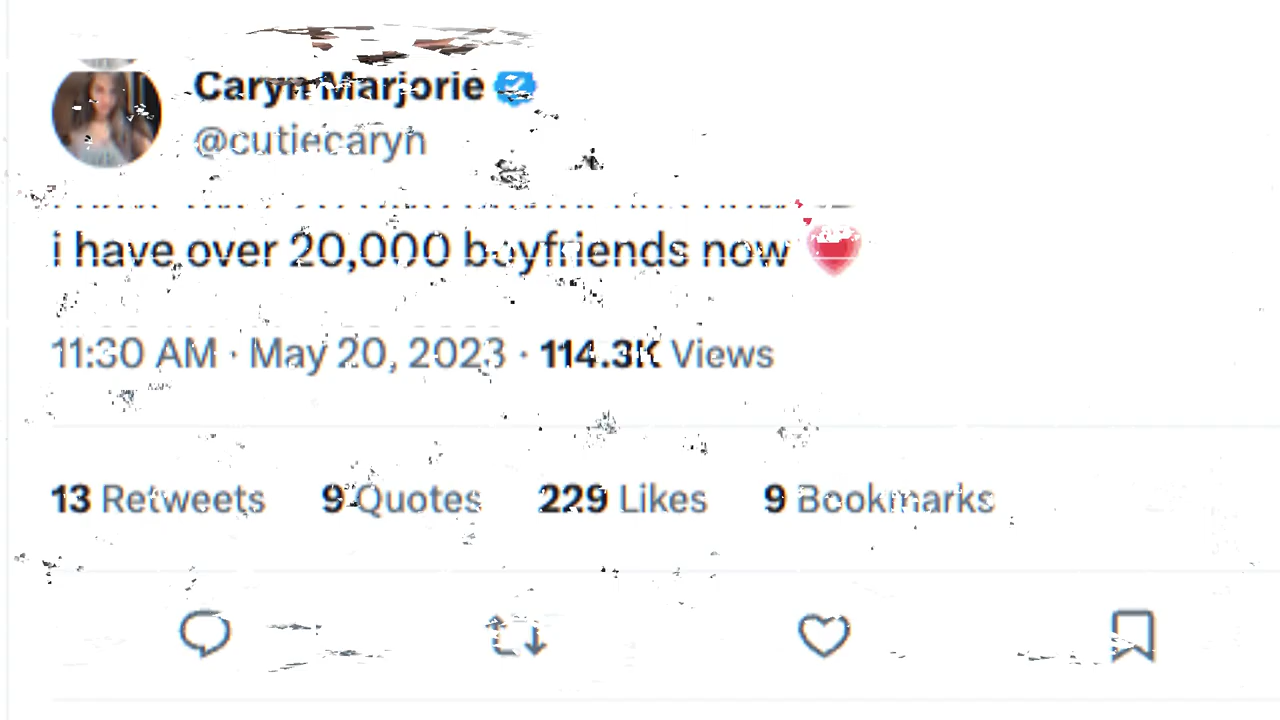 Caryn Marjorie
@cutiecaryn
i have over 20,000 boyfriends now 💗
11:30 AM · May 20, 2023 · 114.3K Views
13 Retweets 9 Quotes 229 Likes 9 Bookmarks